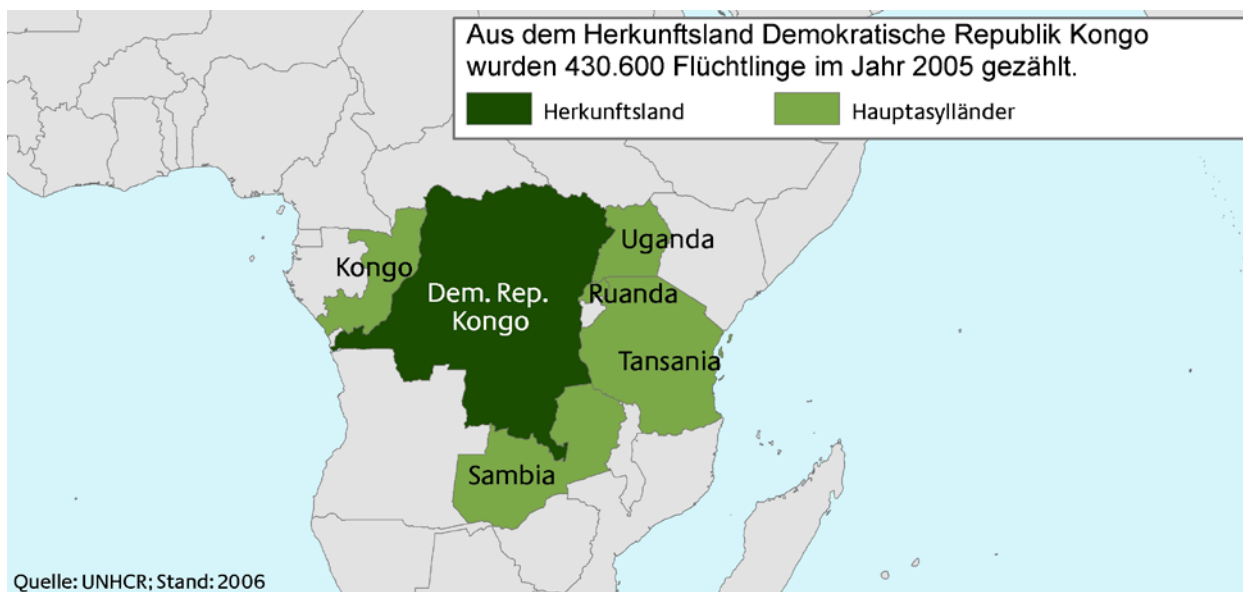 Aus dem Herkunftsland Demokratische Republik Kongo
wurden 430.600 Flüchtlinge im Jahr 2005 gezählt.
Herkunftsland
Hauptasylländer
Uganda
Kongo
Ruanda
Dem. Rep.
Kongo
Tansania
Sambia
Quelle: UNHCR; Stand: 2006